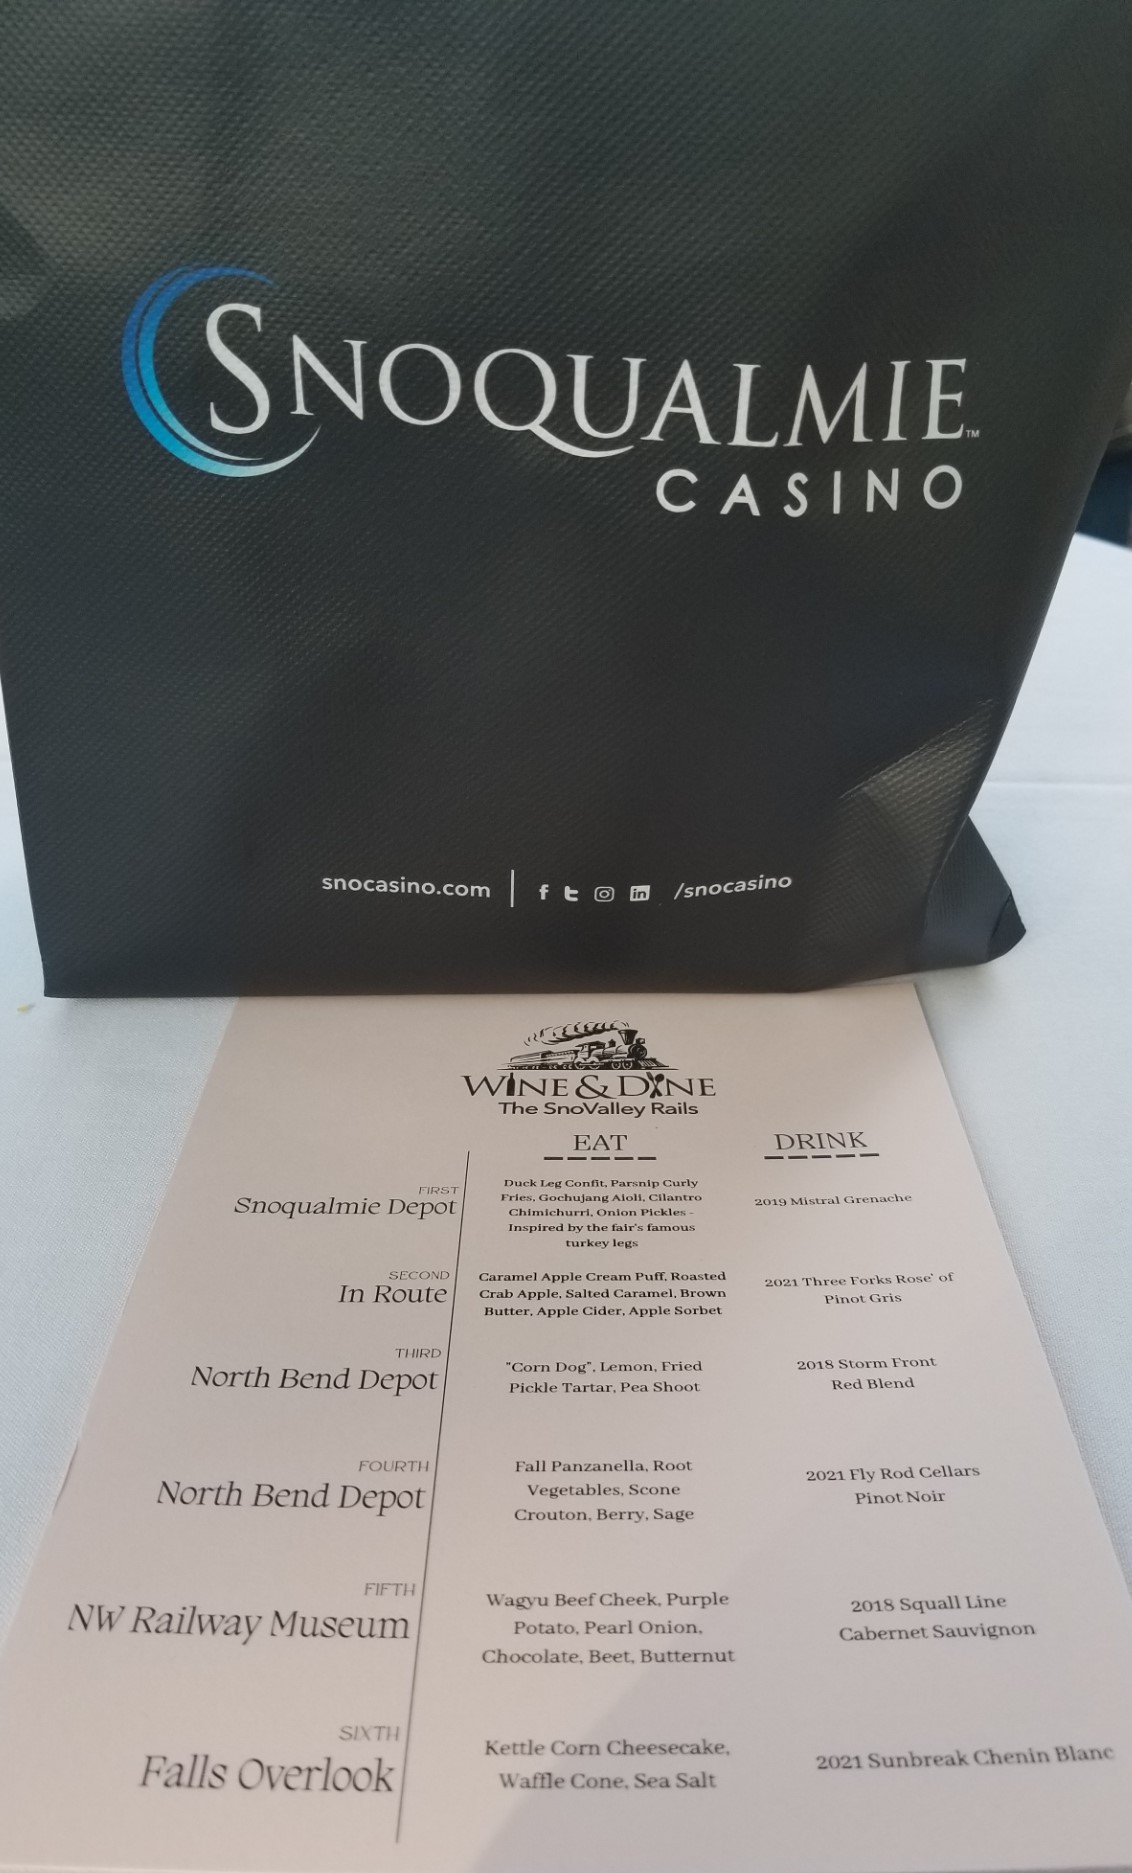 SNOQUALMIE™
CASINO
snocasino.com | f t in /snocasino
WINE & DINE
The SnoValley Rails
EAT
DRINK
FIRST
Snoqualmie Depot
Duck Leg Confit, Parsnip Curly
Fries, Gochujang Aioli, Cilantro
Chimichurri, Onion Pickles -
Inspired by the fair's famous
turkey legs
2019 Mistral Grenache
SECOND
In Route
Caramel Apple Cream Puff, Roasted
Crab Apple, Salted Caramel, Brown
Butter, Apple Cider, Apple Sorbet
2021 Three Forks Rose' of
Pinot Gris
THIRD
North Bend Depot
"Corn Dog", Lemon, Fried
Pickle Tartar, Pea Shoot
2018 Storm Front
Red Blend
FOURTH
North Bend Depot
Fall Panzanella, Root
Vegetables, Scone
Crouton, Berry, Sage
2021 Fly Rod Cellars
Pinot Noir
FIFTH
NW Railway Museum
Wagyu Beef Cheek, Purple
Potato, Pearl Onion,
Chocolate, Beet, Butternut
2018 Squall Line
Cabernet Sauvignon
SIXTH
Falls Overlook
Kettle Corn Cheesecake,
Waffle Cone, Sea Salt
2021 Sunbreak Chenin Blanc